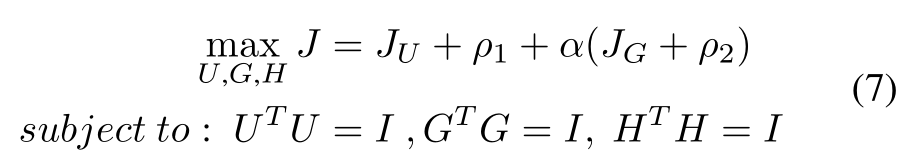 max J = J_U + ρ_1 + α(J_G + ρ_2)
U,G,H
(7)
subject to : U^T U = I , G^T G = I, H^T H = I